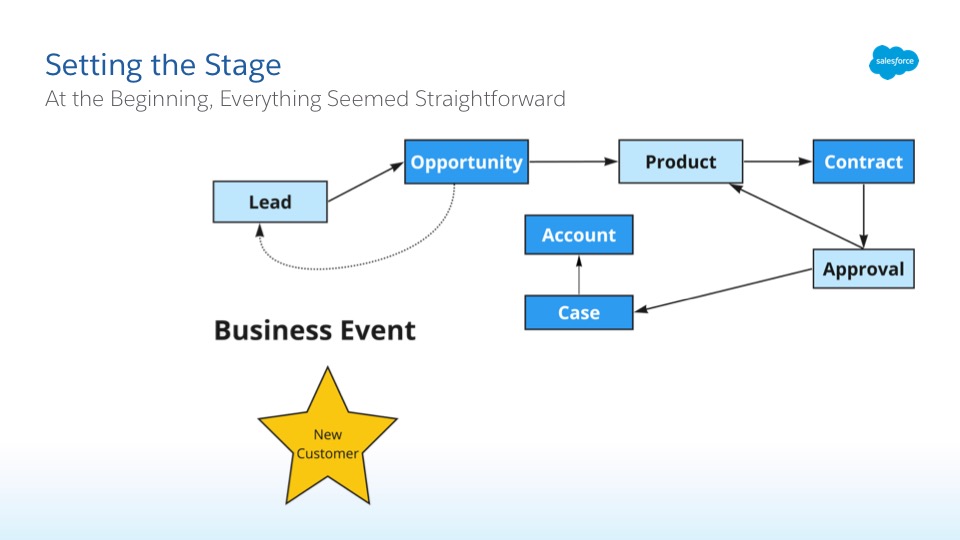 Setting the Stage
salesforce
At the Beginning, Everything Seemed Straightforward
Opportunity
Product
Contract
Lead
Account
Approval
Case
Business Event
New
Customer